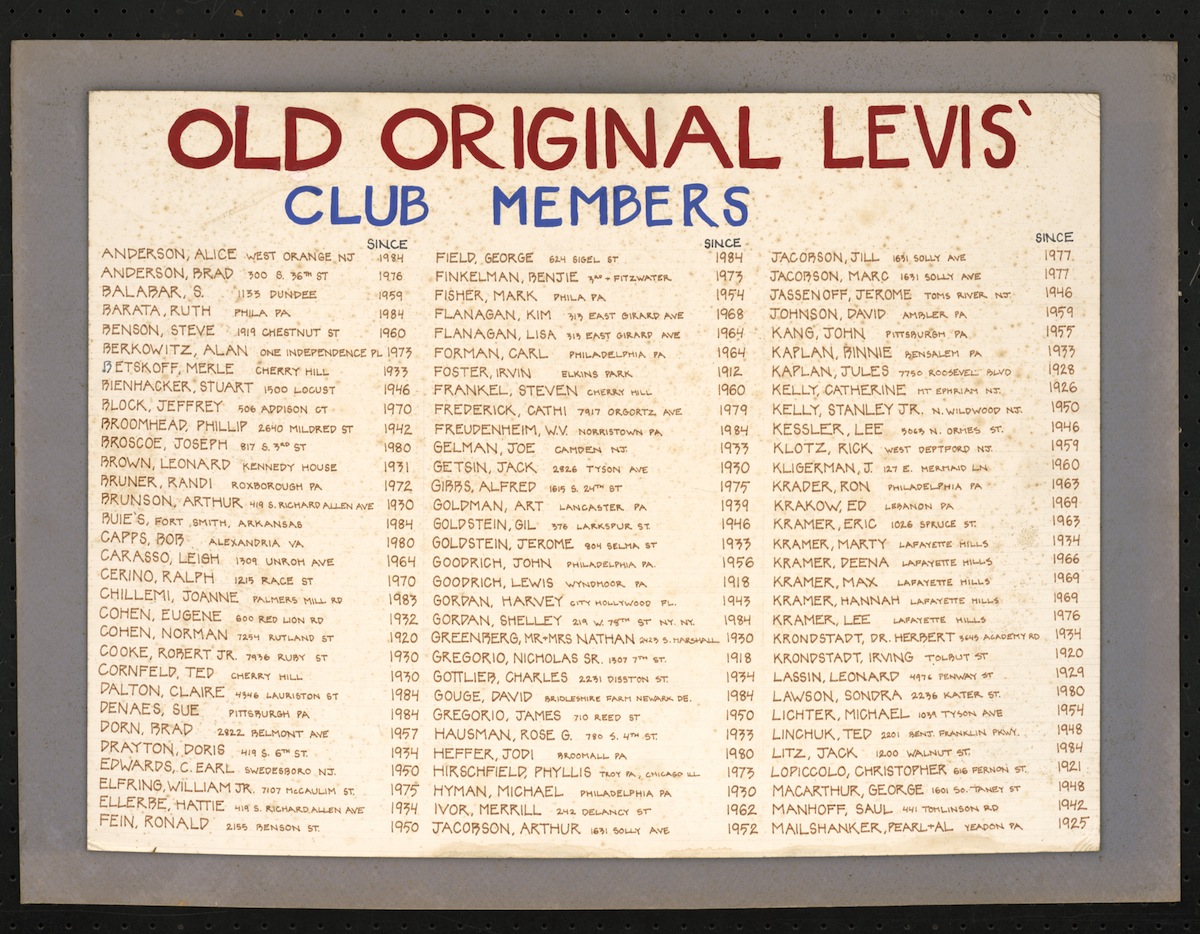 OLD ORIGINAL LEVIS'
CLUB MEMBERS
SINCE
ANDERSON, ALICE WEST ORANGE, NJ 1984
ANDERSON, BRAD 300 S. 36TH ST 1976
BALABAR, S. 1133 DUNDEE 1959
BARATA, RUTH PHILA PA 1984
BENSON, STEVE 1919 CHESTNUT ST 1960
BERKOWITZ, ALAN ONE INDEPENDENCE PL 1973
BETSKOFF, MERLE CHERRY HILL 1933
BIENHACKER, STUART 1500 LOCUST 1946
BLOCK, JEFFREY 506 ADDISON CT 1970
BROOMHEAD, PHILLIP 2640 MILDRED ST 1942
BROSCOE, JOSEPH 817 S. 3RD ST 1980
BROWN, LEONARD KENNEDY HOUSE 1931
BRUNER, RANDI ROXBOROUGH PA 1972
BRUNSON, ARTHUR 419 S. RICHARD ALLEN AVE 1930
BUIE'S, FORT SMITH, ARKANSAS 1984
CAPPS, BOB ALEXANDRIA VA 1980
CARASSO, LEIGH 1309 UNROH AVE 1964
CERINO, RALPH 1215 RACE ST 1970
CHILLEMI, JOANNE PALMERS MILL RD 1983
COHEN, EUGENE 600 RED LION RD 1932
COHEN, NORMAN 7254 RUTLAND ST 1920
COOKE, ROBERT JR. 7936 RUBY ST 1930
CORNFELD, TED CHERRY HILL 1930
DALTON, CLAIRE 4346 LAURISTON ST 1984
DENAES, SUE PITTSBURGH PA 1984
DORN, BRAD 2822 BELMONT AVE 1957
DRAYTON, DORIS 419 S. 6TH ST. 1934
EDWARDS, C. EARL SWEDESBORO NJ. 1950
ELFRING, WILLIAM JR. 7107 McCAULIM ST. 1975
ELLERBE, HATTIE 419 S. RICHARD ALLEN AVE 1934
FEIN, RONALD 2155 BENSON ST. 1950
SINCE
FIELD, GEORGE 624 SIGEL ST 1984
FINKELMAN, BENJIE 3RD + FITZWATER 1973
FISHER, MARK PHILA PA 1954
FLANAGAN, KIM 313 EAST GIRARD AVE 1968
FLANAGAN, LISA 313 EAST GIRARD AVE 1964
FORMAN, CARL PHILADELPHIA PA 1964
FOSTER, IRVIN ELKINS PARK 1912
FRANKEL, STEVEN CHERRY HILL 1960
FREDERICK, CATHI 7917 ORGORTZ AVE 1979
FREUDENHEIM, W.V. NORRISTOWN PA 1984
GELMAN, JOE CAMDEN NJ. 1933
GETSIN, JACK 2826 TYSON AVE 1930
GIBBS, ALFRED 1615 S. 24TH ST 1975
GOLDMAN, ART LANCASTER PA 1939
GOLDSTEIN, GIL 376 LARKSPUR ST. 1946
GOLDSTEIN, JEROME 804 SELMA ST 1933
GOODRICH, JOHN PHILADELPHIA PA. 1956
GOODRICH, LEWIS WYNDMOOR PA 1918
GORDAN, HARVEY CITY HOLLYWOOD FL. 1943
GORDAN, SHELLEY 219 W. 78TH ST NY. NY. 1984
GREENBERG, MR+MRS NATHAN 2423 S. MARSHALL 1930
GREGORIO, NICHOLAS SR. 1307 7TH ST. 1918
GOTTLIEB, CHARLES 2231 DISSTON ST. 1934
GOUGE, DAVID BRIDLESHIRE FARM NEWARK DE. 1984
GREGORIO, JAMES 710 REED ST 1950
HAUSMAN, ROSE G. 780 S. 4TH ST. 1933
HEFFER, JODI BROOMALL PA 1980
HIRSCHFIELD, PHYLLIS TROY PA, CHICAGO ILL 1973
HYMAN, MICHAEL PHILADELPHIA PA 1930
IVOR, MERRILL 242 DELANCY ST 1962
JACOBSON, ARTHUR 1631 SOLLY AVE 1952
SINCE
JACOBSON, JILL 1631 SOLLY AVE 1977
JACOBSON, MARC 1631 SOLLY AVE 1977
JASSENOFF, JEROME TOMS RIVER NJ. 1946
JOHNSON, DAVID AMBLER PA 1959
KANG, JOHN PITTSBURGH PA 1955
KAPLAN, BINNIE BENSALEM PA 1933
KAPLAN, JULES 7750 ROOSEVELT BLVD 1928
KELLY, CATHERINE MT EPHRIAM NJ. 1926
KELLY, STANLEY JR. N. WILDWOOD NJ. 1950
KESSLER, LEE 3063 N. ORMES ST. 1946
KLOTZ, RICK WEST DEPTFORD NJ. 1959
KLIGERMAN, J 127 E. MERMAID LN 1960
KRADER, RON PHILADELPHIA PA 1963
KRAKOW, ED LEBANON PA 1969
KRAMER, ERIC 1026 SPRUCE ST. 1963
KRAMER, MARTY LAFAYETTE HILLS 1934
KRAMER, DEENA LAFAYETTE HILLS 1966
KRAMER, MAX LAFAYETTE HILLS 1969
KRAMER, HANNAH LAFAYETTE HILLS 1969
KRAMER, LEE LAFAYETTE HILLS 1976
KRONDSTADT, DR. HERBERT 3645 ACADEMY RD 1934
KRONDSTADT, IRVING TOLBUT ST 1920
LASSIN, LEONARD 4976 PENWAY ST 1929
LAWSON, SONDRA 2236 KATER ST. 1980
LICHTER, MICHAEL 1039 TYSON AVE 1954
LINCHUK, TED 2201 BENJ. FRANKLIN PKWY. 1948
LITZ, JACK 1200 WALNUT ST. 1984
LOPICCOLO, CHRISTOPHER 616 FERNON ST. 1921
MACARTHUR, GEORGE 1601 SO. TANEY ST 1948
MANHOFF, SAUL 441 TOMLINSON RD 1942
MAILSHANKER, PEARL+AL YEADON PA 1925